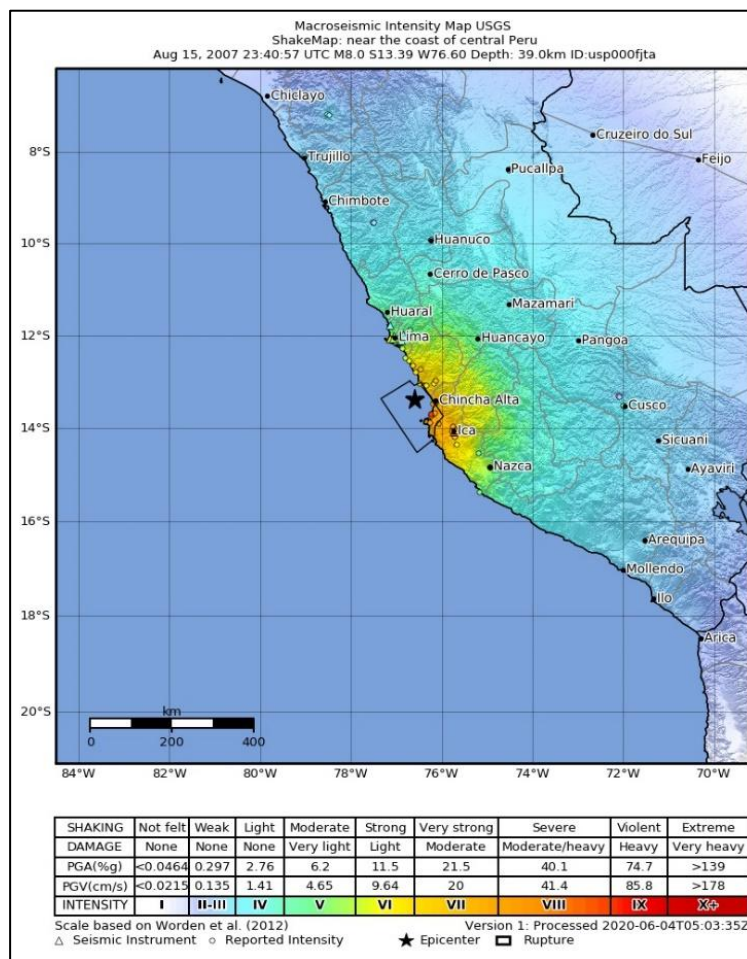 Macroseismic Intensity Map USGS
ShakeMap: near the coast of central Peru
Aug 15, 2007 23:40:57 UTC M8.0 S13.39 W76.60 Depth: 39.0km ID:usp000fjta
Chiclayo
Cruzeiro do Sul
8°S
Trujillo
Feijo
Pucallpa
Chimbote
10°S
Huanuco
Cerro de Pasco
Huaral
Mazamari
12°S
Lima
Huancayo
Pangoa
Chincha Alta
Cusco
14°S
Ica
Sicuani
Nazca
Ayaviri
16°S
Arequipa
Mollendo
Ilo
18°S
Arica
km
20°S
0 200 400
84°W 82°W 80°W 78°W 76°W 74°W 72°W 70°W
SHAKING Not felt Weak Light Moderate Strong Very strong Severe Violent Extreme
DAMAGE None None None Very light Light Moderate Moderate/heavy Heavy Very heavy
PGA(%g) <0.0464 0.297 2.76 6.2 11.5 21.5 40.1 74.7 >139
PGV(cm/s) <0.0215 0.135 1.41 4.65 9.64 20 41.4 85.8 >178
INTENSITY I II-III IV V VI VII VIII IX X+
Scale based on Worden et al. (2012) Version 1: Processed 2020-06-04T05:03:35Z
△ Seismic Instrument ○ Reported Intensity ★ Epicenter □ Rupture